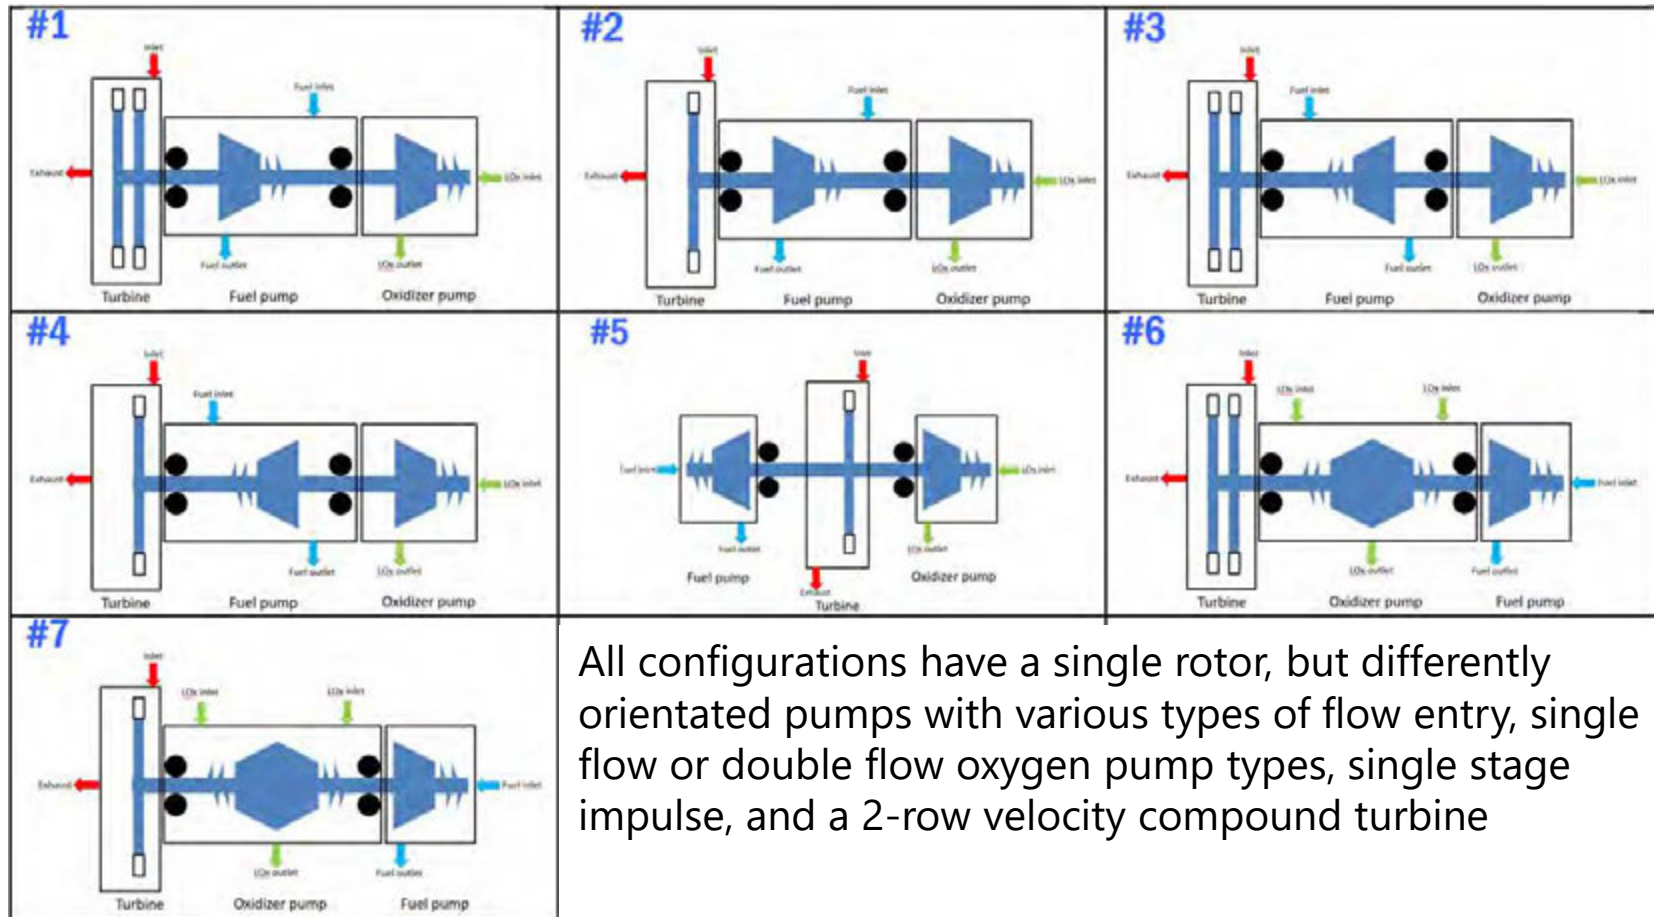 #1
Inlet
Fuel inlet
Exhaust
LOx inlet
Fuel outlet
LOx outlet
Turbine
Fuel pump
Oxidizer pump
#2
Inlet
Fuel inlet
Exhaust
LOx inlet
Fuel outlet
LOx outlet
Turbine
Fuel pump
Oxidizer pump
#3
Inlet
Fuel inlet
Exhaust
LOx inlet
Fuel outlet
LOx outlet
Turbine
Fuel pump
Oxidizer pump
#4
Inlet
Fuel inlet
Exhaust
LOx inlet
Fuel outlet
LOx outlet
Turbine
Fuel pump
Oxidizer pump
#5
Inlet
Fuel inlet
LOx inlet
Fuel outlet
LOx outlet
Fuel pump
Oxidizer pump
Exhaust
Turbine
#6
Inlet
LOx inlet
LOx inlet
Exhaust
Fuel inlet
LOx outlet
Fuel outlet
Turbine
Oxidizer pump
Fuel pump
#7
Inlet
LOx inlet
LOx inlet
Exhaust
Fuel inlet
LOx outlet
Fuel outlet
Turbine
Oxidizer pump
Fuel pump
All configurations have a single rotor, but differently
orientated pumps with various types of flow entry, single
flow or double flow oxygen pump types, single stage
impulse, and a 2-row velocity compound turbine